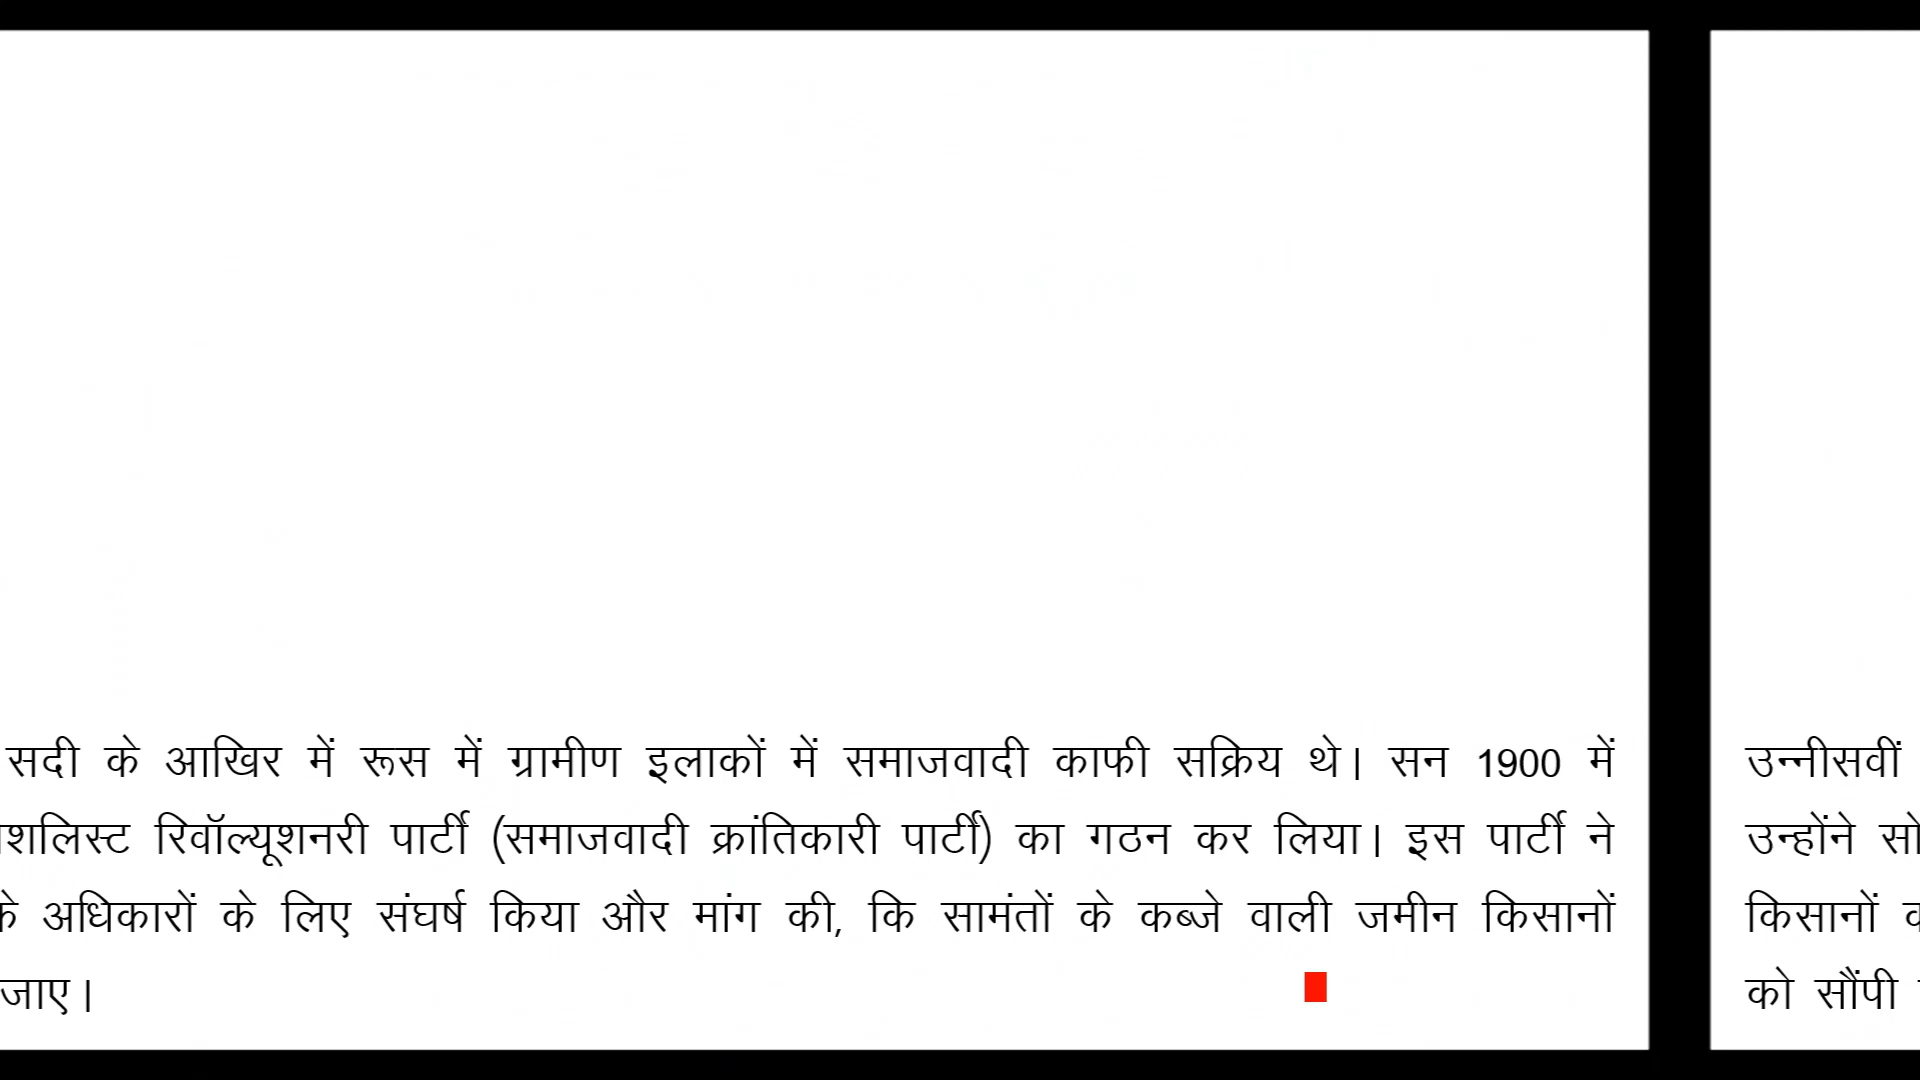 सदी के आखिर में रूस में ग्रामीण इलाकों में समाजवादी काफी सक्रिय थे। सन 1900 में
रिवॉल्यूशनरी पार्टी (समाजवादी क्रांतिकारी पार्टी) का गठन कर लिया। इस पार्टी ने
के अधिकारों के लिए संघर्ष किया और मांग की, कि सामंतों के कब्जे वाली जमीन किसानों
जाए।
उन्नीसवीं
उन्होंने
किसानों
को सौंपी